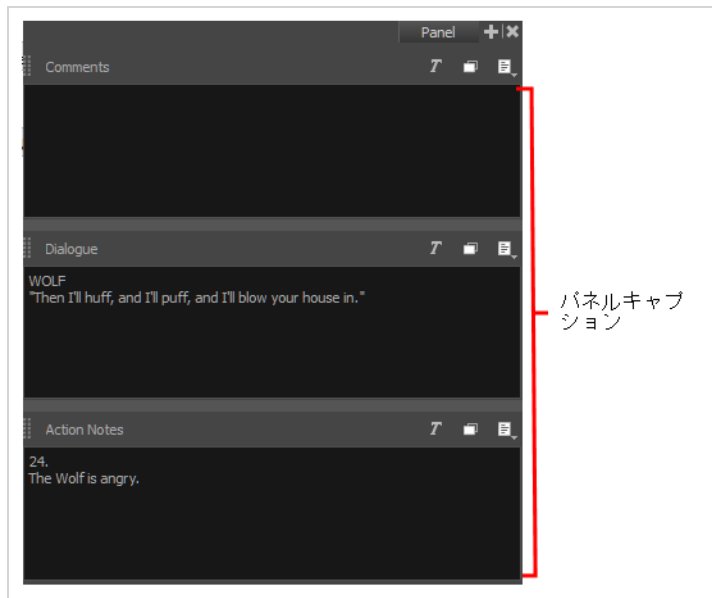 Panel
Comments
Dialogue
WOLF
"Then I'll huff, and I'll puff, and I'll blow your house in."
パネルキャプ
ション
Action Notes
24.
The Wolf is angry.